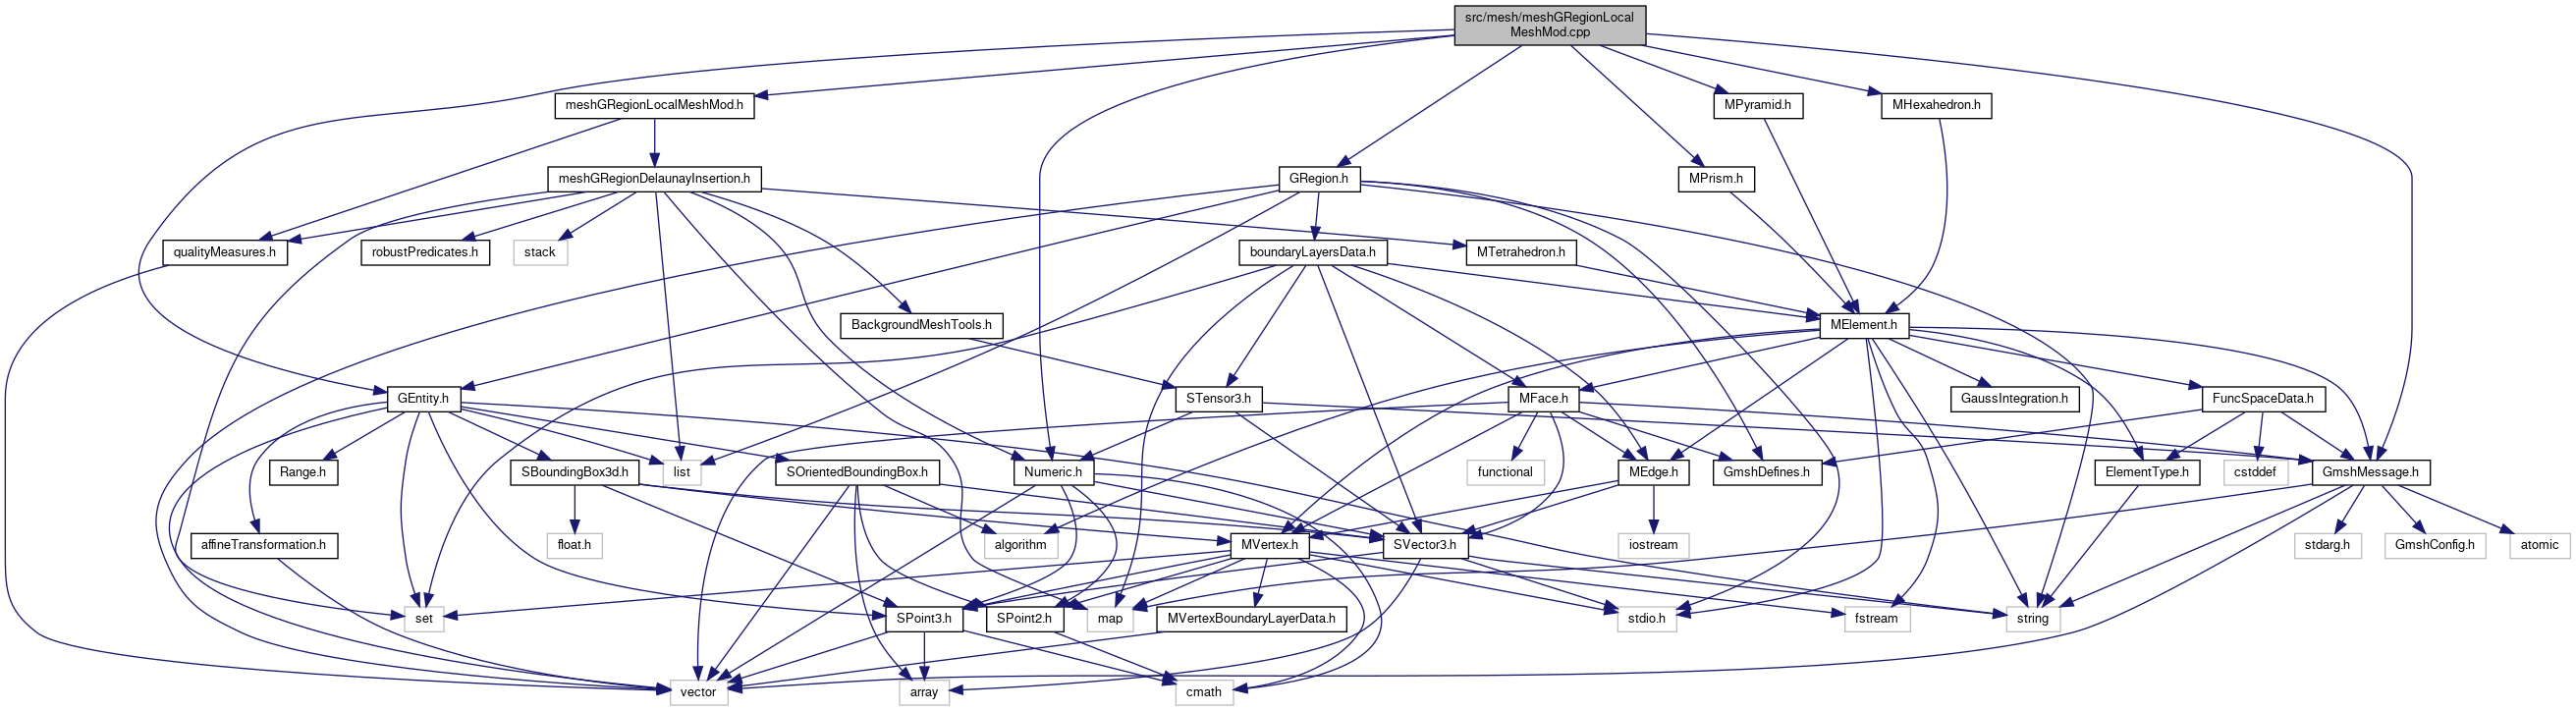 src/mesh/meshGRegionLocal
MeshMod.cpp
meshGRegionLocalMeshMod.h
MPyramid.h
MHexahedron.h
meshGRegionDelaunayInsertion.h
GRegion.h
MPrism.h
qualityMeasures.h
robustPredicates.h
stack
boundaryLayersData.h
MTetrahedron.h
BackgroundMeshTools.h
MElement.h
GEntity.h
STensor3.h
MFace.h
GaussIntegration.h
FuncSpaceData.h
Range.h
SBoundingBox3d.h
list
SOrientedBoundingBox.h
Numeric.h
functional
MEdge.h
GmshDefines.h
ElementType.h
cstddef
GmshMessage.h
affineTransformation.h
float.h
algorithm
MVertex.h
SVector3.h
iostream
stdarg.h
GmshConfig.h
atomic
set
SPoint3.h
SPoint2.h
map
MVertexBoundaryLayerData.h
stdio.h
fstream
string
vector
array
cmath